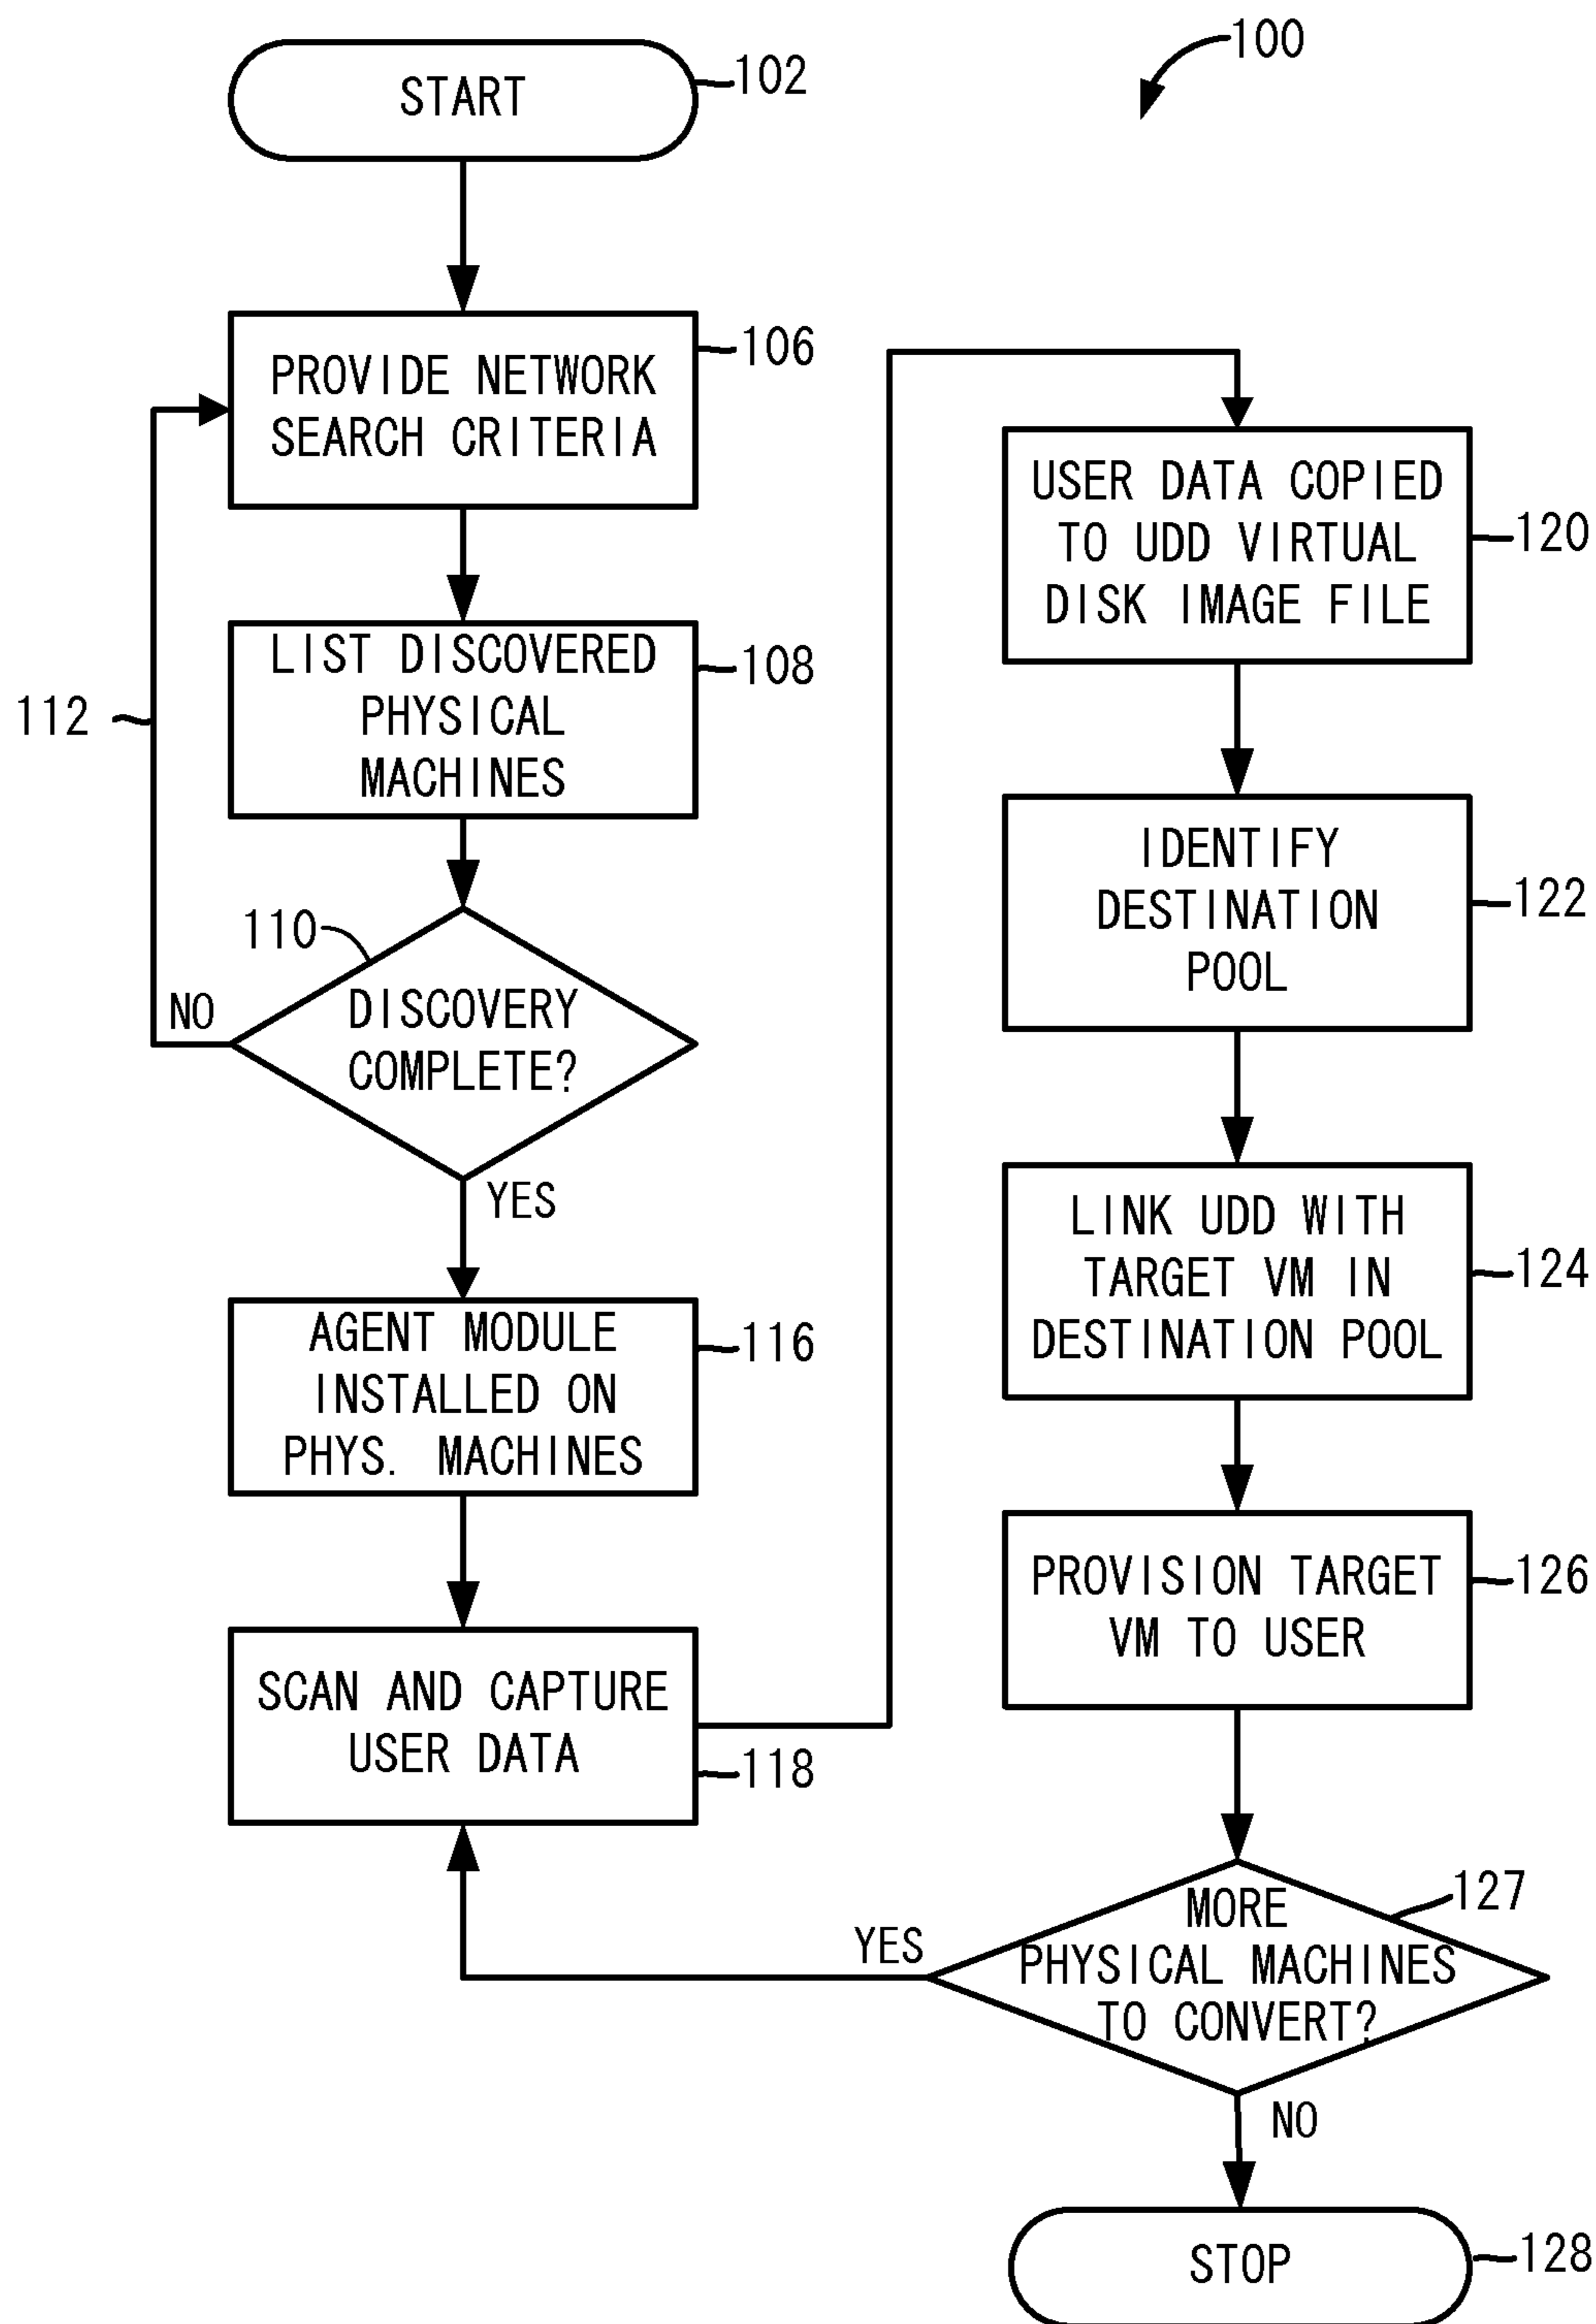 100
START
102
PROVIDE NETWORK
SEARCH CRITERIA
106
LIST DISCOVERED
PHYSICAL
MACHINES
108
112
110
DISCOVERY
COMPLETE?
NO
YES
AGENT MODULE
INSTALLED ON
PHYS. MACHINES
116
SCAN AND CAPTURE
USER DATA
118
USER DATA COPIED
TO UDD VIRTUAL
DISK IMAGE FILE
120
IDENTIFY
DESTINATION
POOL
122
LINK UDD WITH
TARGET VM IN
DESTINATION POOL
124
PROVISION TARGET
VM TO USER
126
MORE
PHYSICAL MACHINES
TO CONVERT?
127
YES
NO
STOP
128